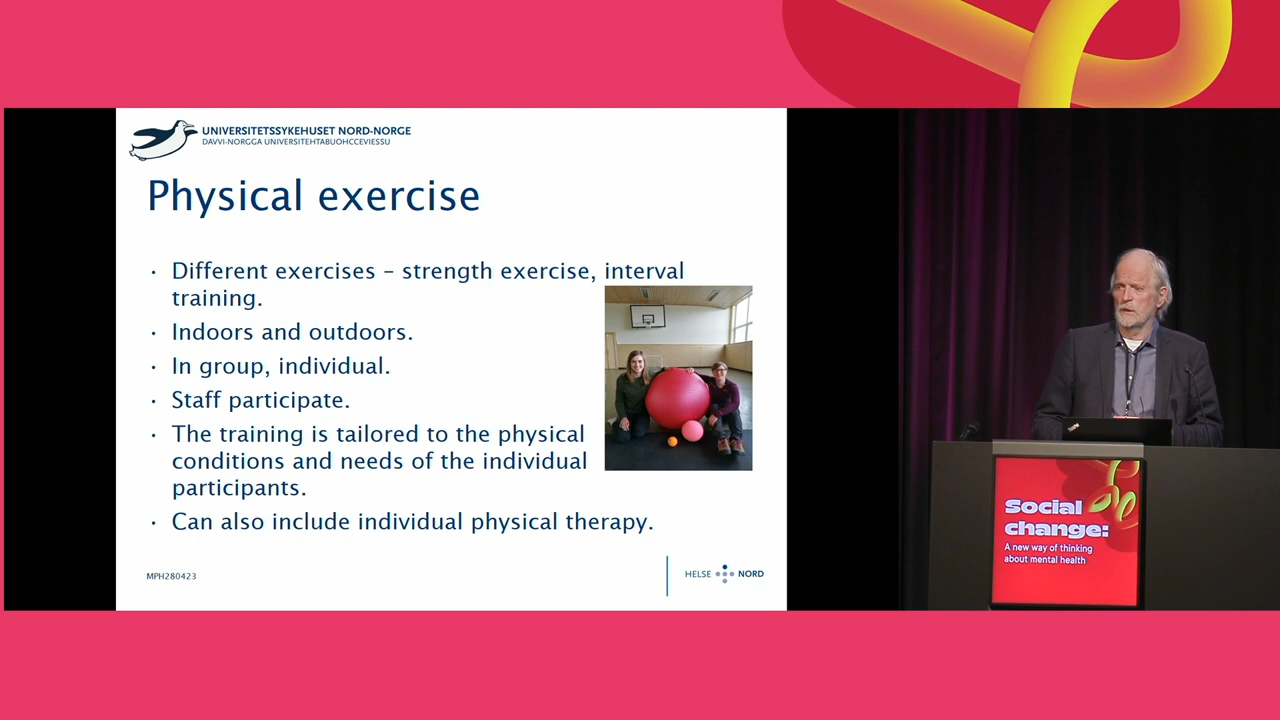 UNIVERSITETSSYKEHUSET NORD-NORGE
DAVVI-NORGGA UNIVERSITEHTABUOHCCEVIESSU
Physical exercise
· Different exercises – strength exercise, interval
training.
· Indoors and outdoors.
· In group, individual.
· Staff participate.
· The training is tailored to the physical
conditions and needs of the individual
participants.
· Can also include individual physical therapy.
MPH280423
HELSE NORD
Social
change:
A new way of thinking
about mental health